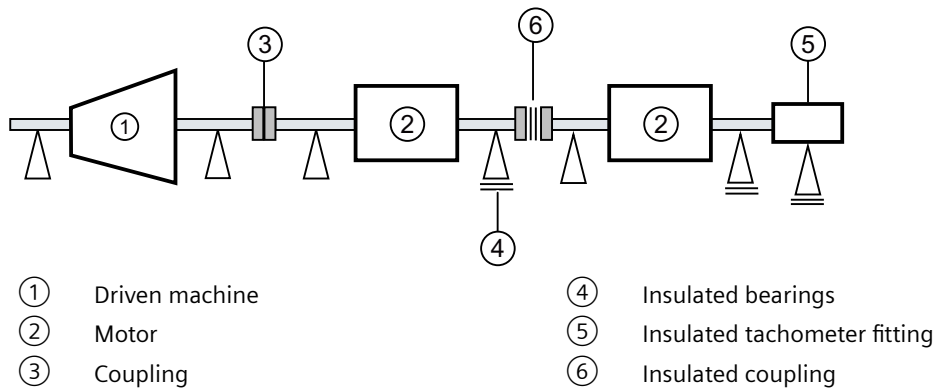 ③ ⑥ ⑤
① ② ②
④
① Driven machine
② Motor
③ Coupling
④ Insulated bearings
⑤ Insulated tachometer fitting
⑥ Insulated coupling